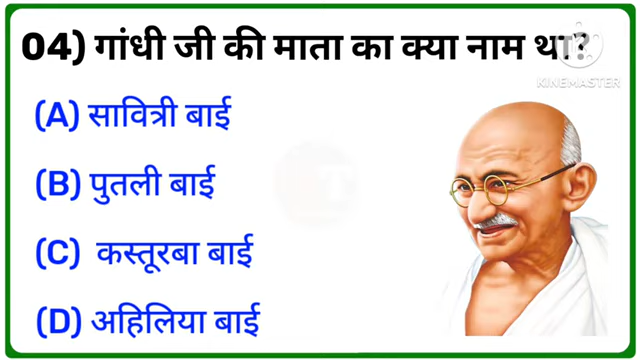 04) गांधी जी की माता का क्या नाम था?
KINEMASTER
(A) सावित्री बाई
(B) पुतली बाई
(C) कस्तूरबा बाई
(D) अहिलिया बाई